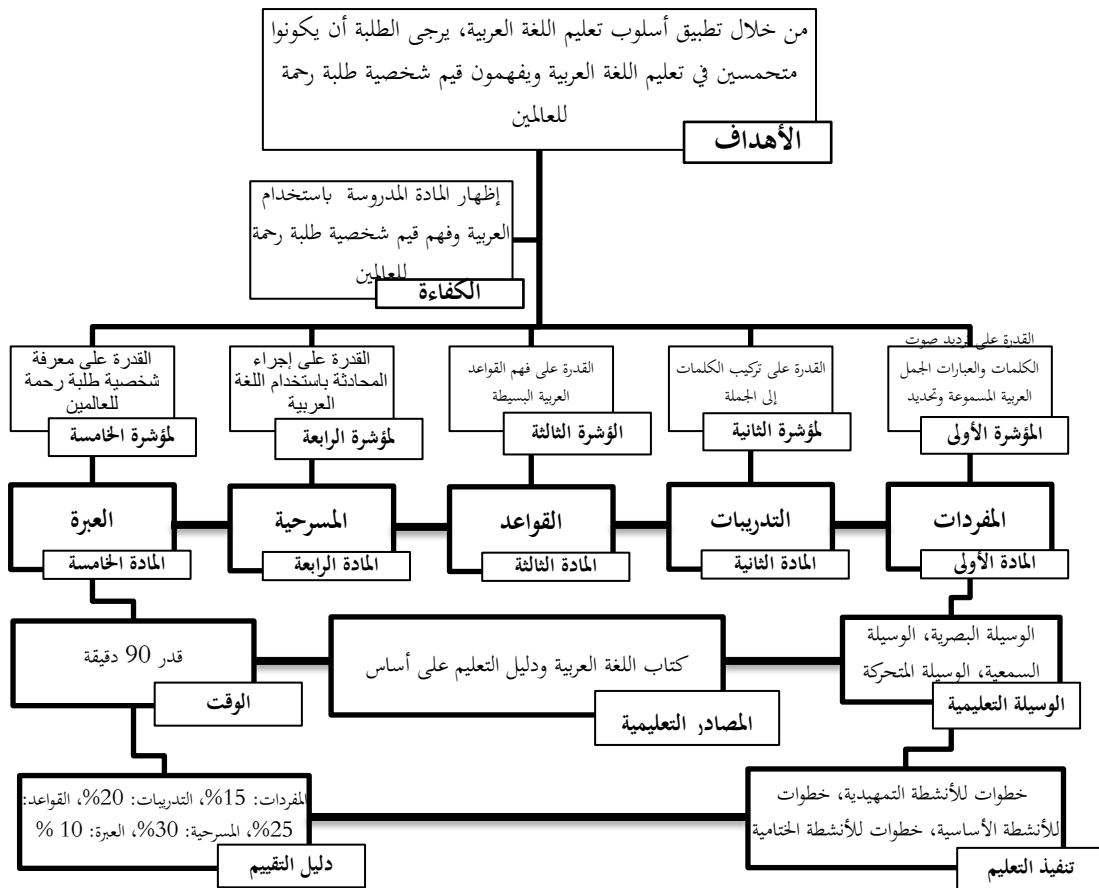 من خلال تطبيق أسلوب تعليم اللغة العربية، يرجى الطلبة أن يكونوا
متحمسين في تعليم اللغة العربية ويفهمون قيم شخصية طلبة رحمة
للعالمين
الأهداف
إظهار المادة المدروسة باستخدام
العربية وفهم قيم شخصية طلبة رحمة
للعالمين
الكفاءة
القدرة على ترديد صوت
الكلمات والعبارات الجمل
العربية المسموعة وتحديد
المؤشرة الأولى
القدرة على تركيب الكلمات
إلى الجملة
لمؤشرة الثانية
القدرة على فهم القواعد
العربية البسيطة
الؤشرة الثالثة
القدرة على إجراء
المحادثة باستخدام اللغة
العربية
لمؤشرة الرابعة
القدرة على معرفة
شخصية طلبة رحمة
للعالمين
لمؤشرة الخامسة
المفردات
المادة الأولى
التدريبات
المادة الثانية
القواعد
المادة الثالثة
المسرحية
المادة الرابعة
العبرة
المادة الخامسة
الوسيلة البصرية، الوسيلة
السمعية، الوسيلة المتحركة
الوسيلة التعليمية
كتاب اللغة العربية ودليل التعليم على أساس
المصادر التعليمية
قدر 90 دقيقة
الوقت
خطوات للأنشطة التمهيدية، خطوات
للأنشطة الأساسية، خطوات للأنشطة الختامية
تنفيذ التعليم
المفردات: 15%، التدريبات: 20%، القواعد:
25%، المسرحية: 30%، العبرة: 10 %
دليل التقييم